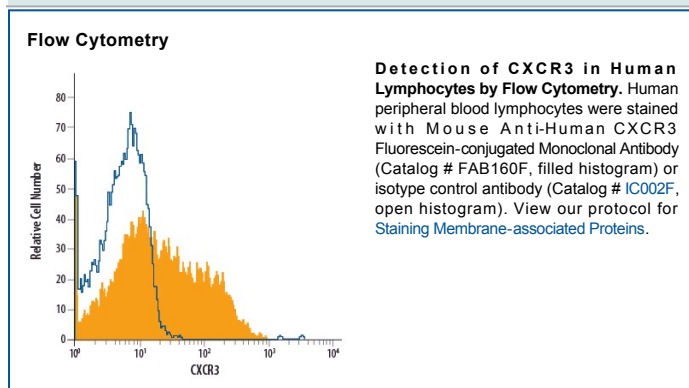 Flow Cytometry
Detection of CXCR3 in Human
Lymphocytes by Flow Cytometry. Human
peripheral blood lymphocytes were stained
with Mouse Anti-Human CXCR3
Fluorescein-conjugated Monoclonal Antibody
(Catalog # FAB160F, filled histogram) or
isotype control antibody (Catalog # IC002F,
open histogram). View our protocol for
Staining Membrane-associated Proteins.
Relative Cell Number
80
70
60
50
40
30
20
10
0
10⁰ 10¹ 10² 10³ 10⁴
CXCR3